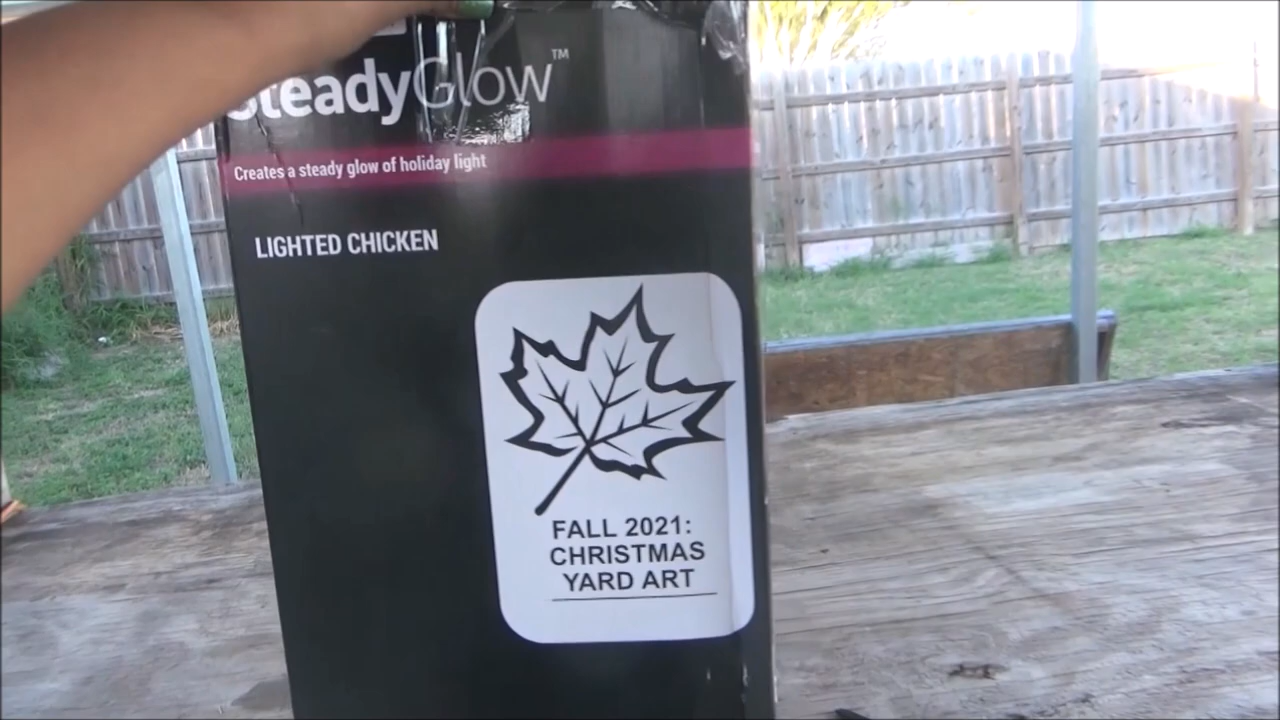 SteadyGlow™
Creates a steady glow of holiday light
LIGHTED CHICKEN
FALL 2021:
CHRISTMAS
YARD ART